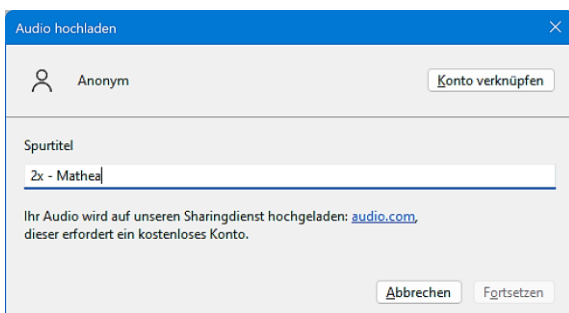 Audio hochladen
Anonym
Konto verknüpfen
Spurtitel
2x - Mathea
Ihr Audio wird auf unseren Sharingdienst hochgeladen: audio.com,
dieser erfordert ein kostenloses Konto.
Abbrechen
Fortsetzen